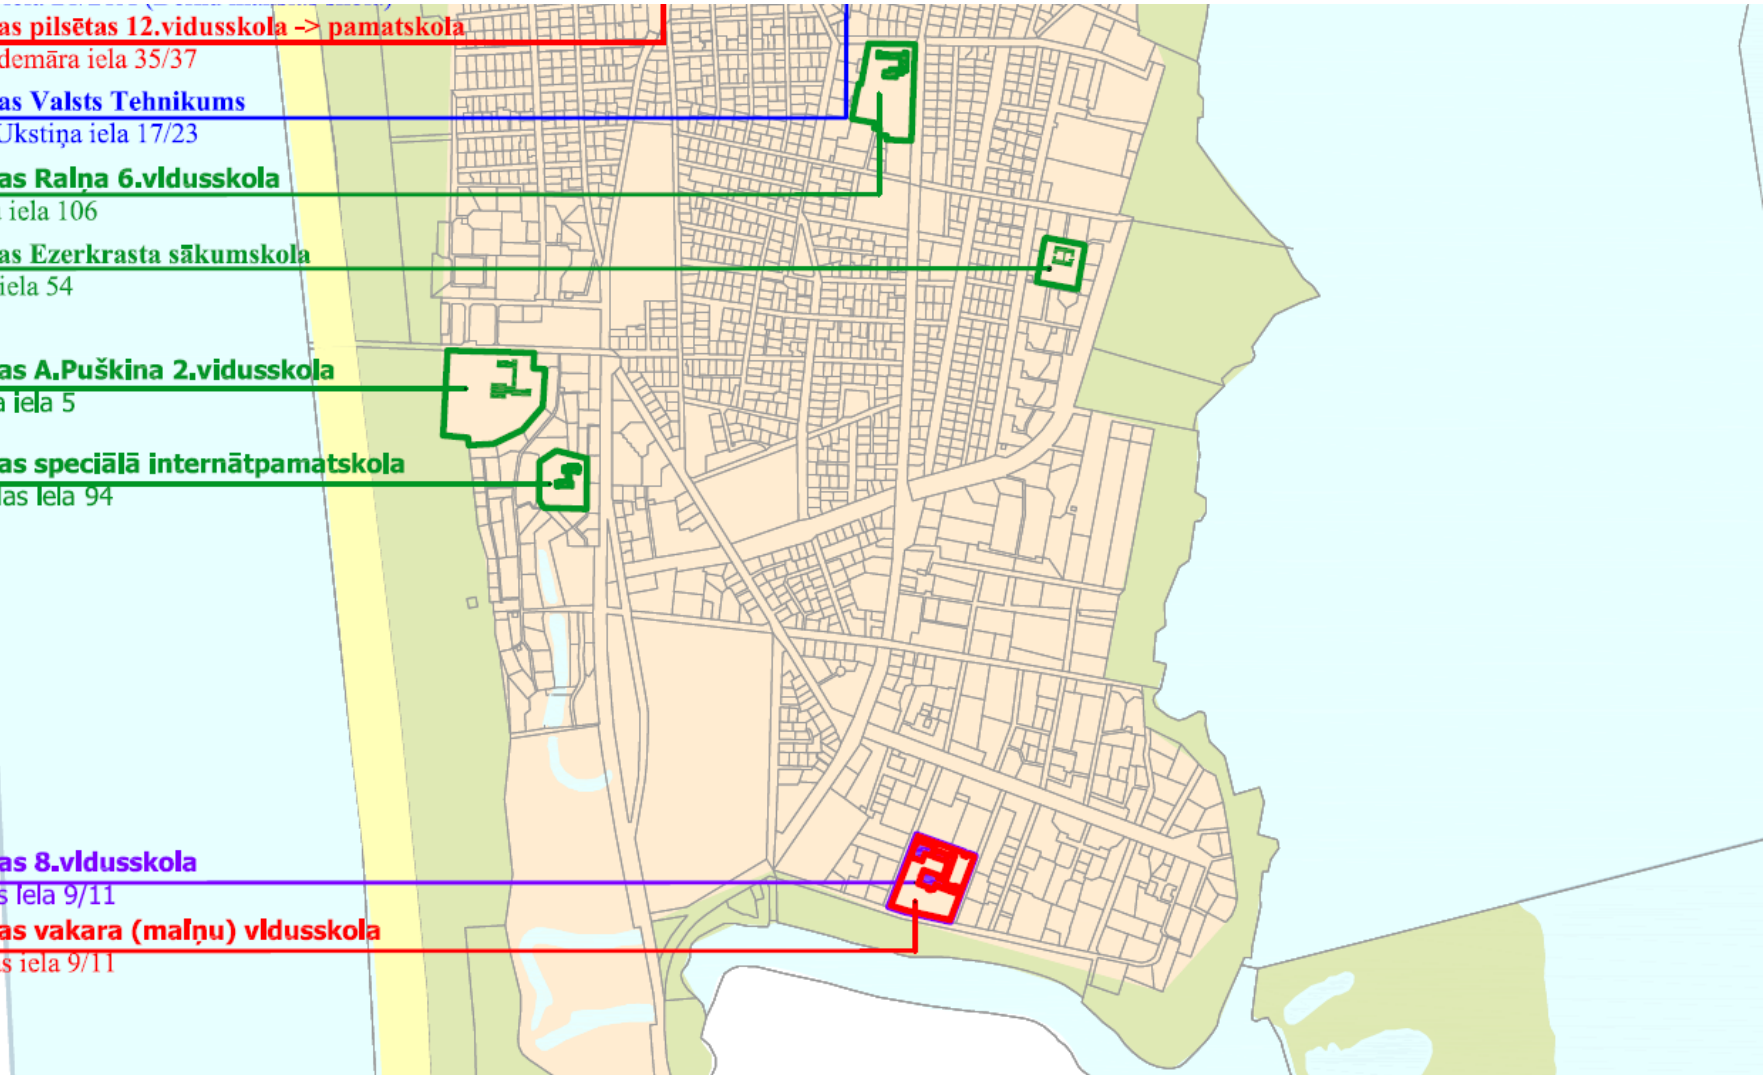 as pilsētas 12.vidusskola -> pamatskola
demāra iela 35/37
as Valsts Tehnikums
Ukstiņa iela 17/23
as Raiņa 6.vidusskola
iela 106
as Ezerkrasta sākumskola
iela 54
as A.Puškina 2.vidusskola
a iela 5
as speciālā internātpamatskola
las iela 94
as 8.vidusskola
s iela 9/11
as vakara (maiņu) vidusskola
s iela 9/11